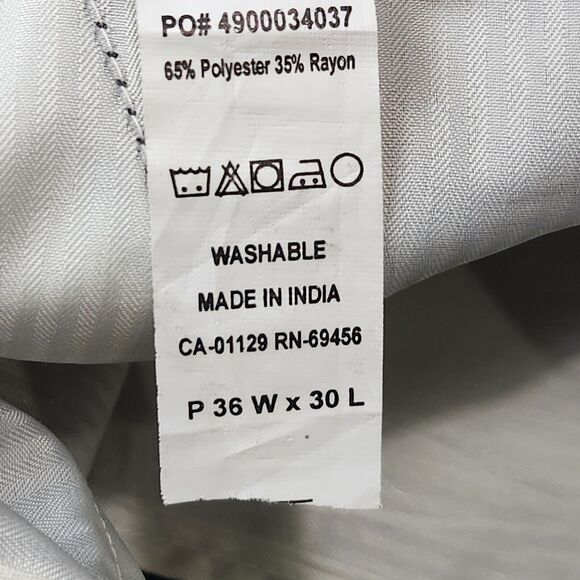 PO# 4900034037
65% Polyester 35% Rayon
WASHABLE
MADE IN INDIA
CA-01129 RN-69456
P 36 W x 30 L